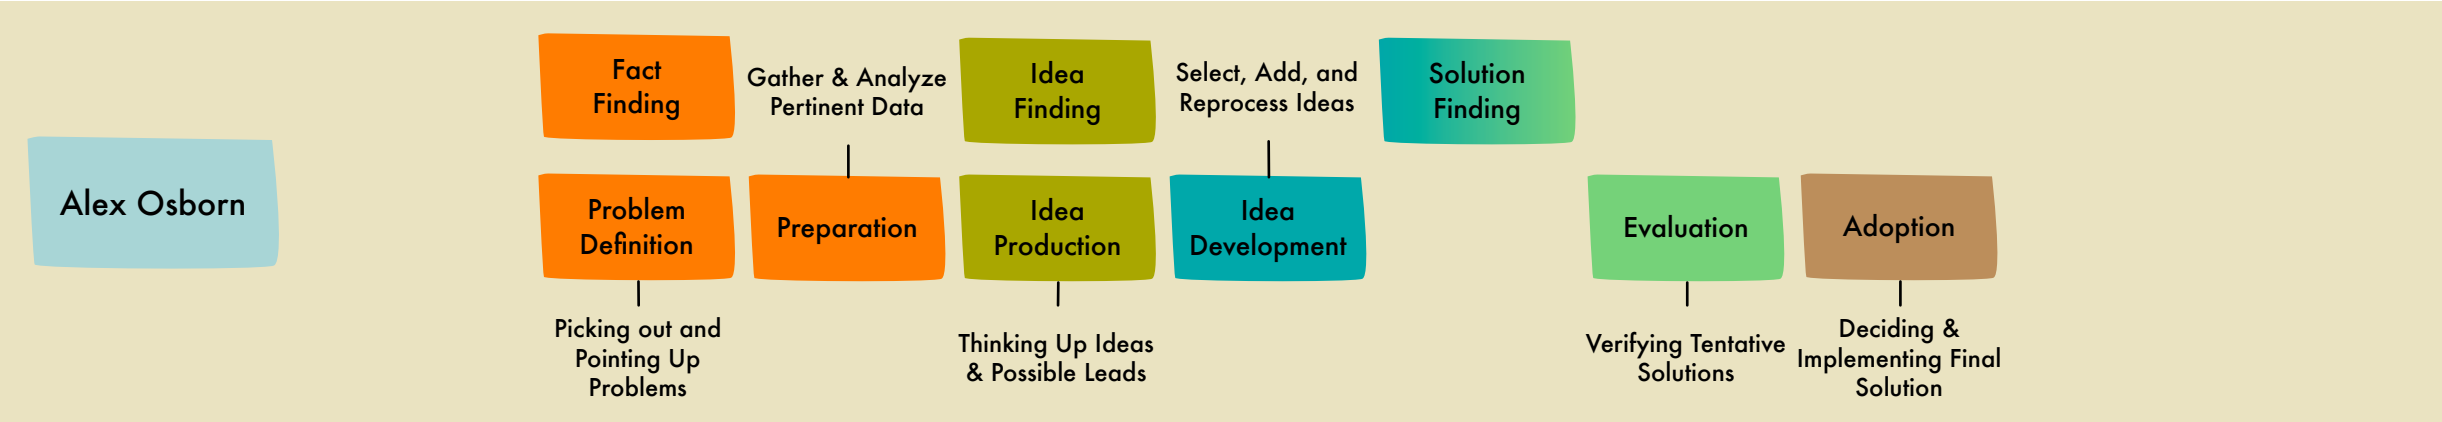 Alex Osborn
Fact
Finding
Gather & Analyze
Pertinent Data
Idea
Finding
Select, Add, and
Reprocess Ideas
Solution
Finding
Problem
Definition
Preparation
Idea
Production
Idea
Development
Evaluation
Adoption
Picking out and
Pointing Up
Problems
Thinking Up Ideas
& Possible Leads
Verifying Tentative
Solutions
Deciding &
Implementing Final
Solution